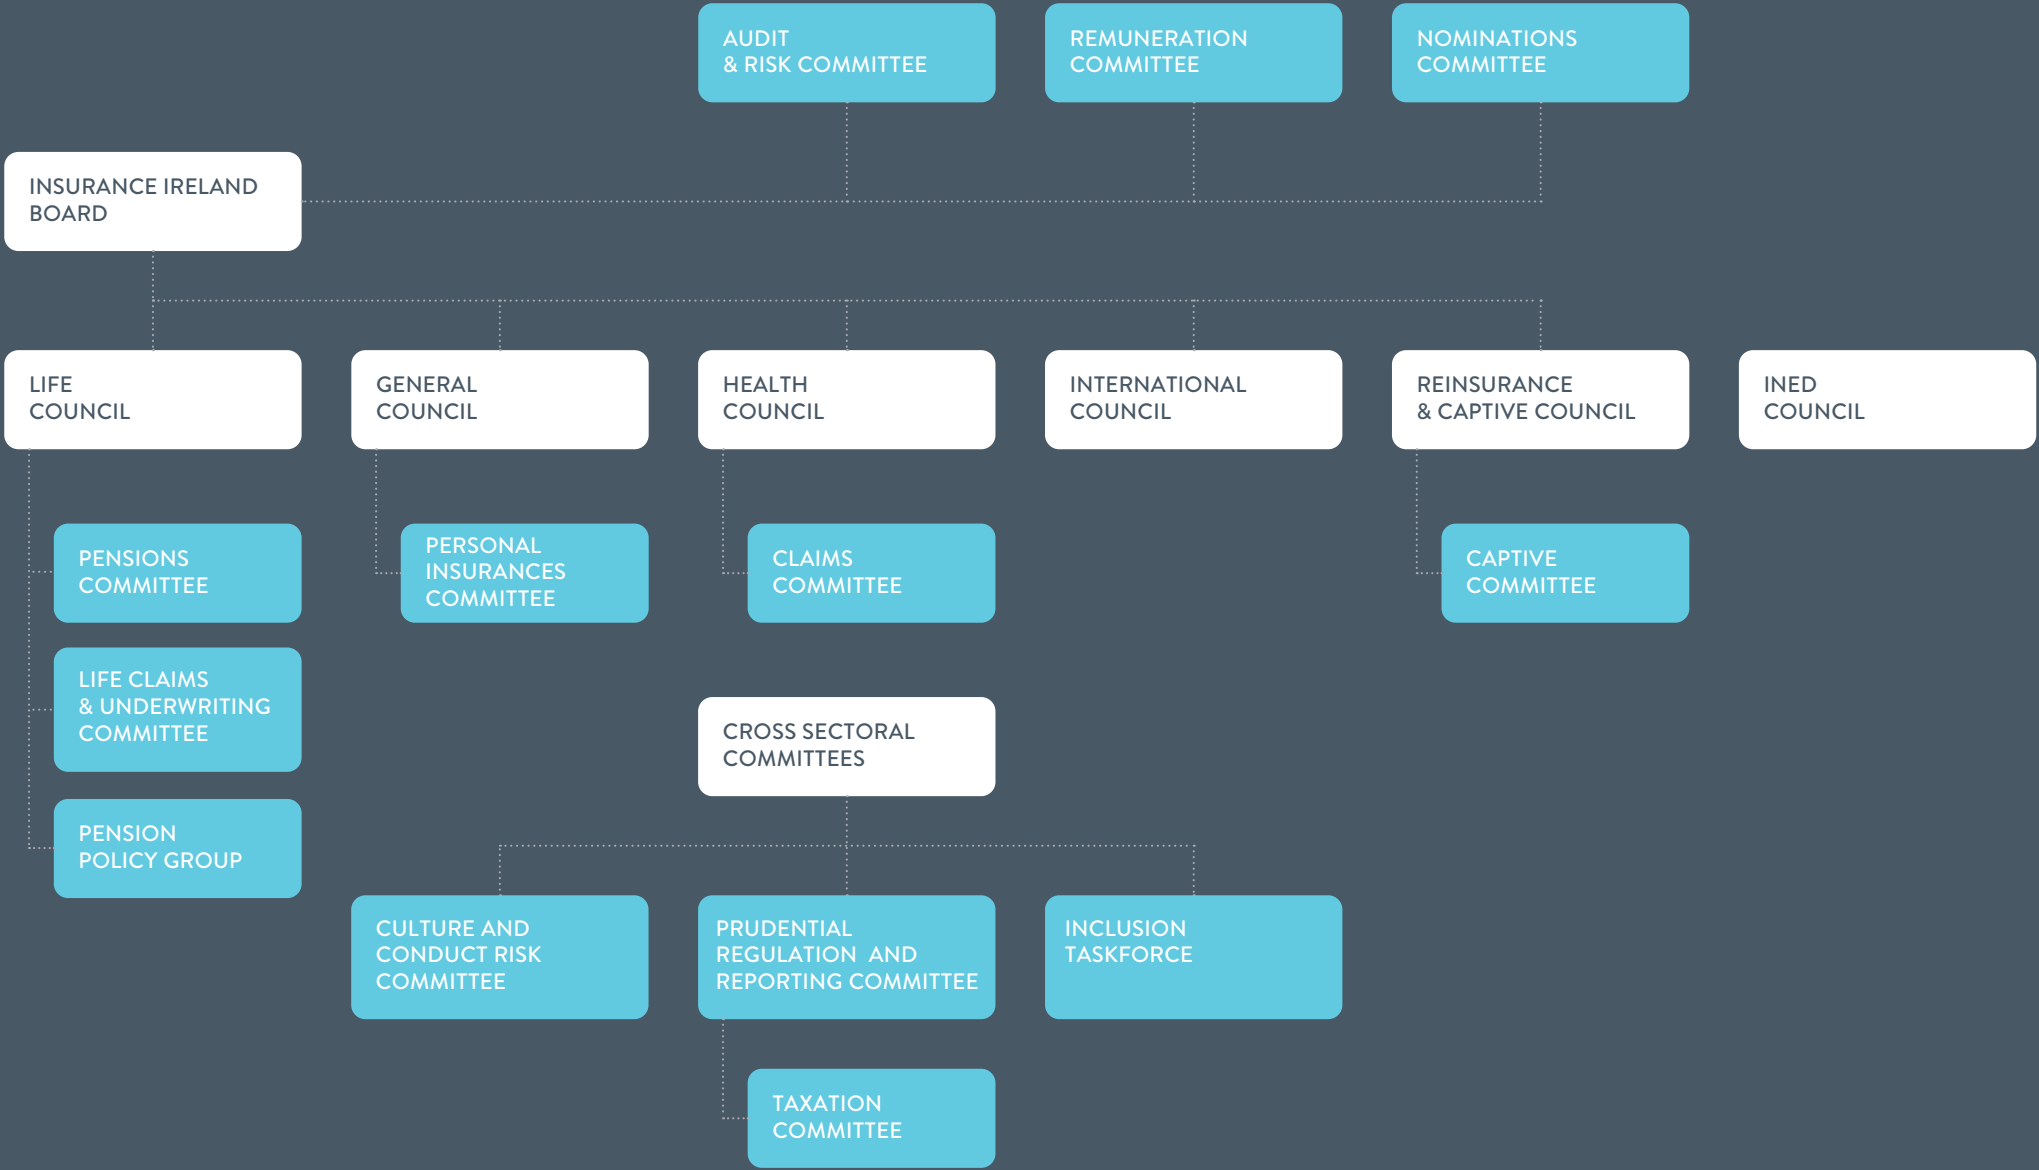 AUDIT
& RISK COMMITTEE
REMUNERATION
COMMITTEE
NOMINATIONS
COMMITTEE
INSURANCE IRELAND
BOARD
LIFE
COUNCIL
GENERAL
COUNCIL
HEALTH
COUNCIL
INTERNATIONAL
COUNCIL
REINSURANCE
& CAPTIVE COUNCIL
INED
COUNCIL
PENSIONS
COMMITTEE
PERSONAL
INSURANCES
COMMITTEE
CLAIMS
COMMITTEE
CAPTIVE
COMMITTEE
LIFE CLAIMS
& UNDERWRITING
COMMITTEE
CROSS SECTORAL
COMMITTEES
PENSION
POLICY GROUP
CULTURE AND
CONDUCT RISK
COMMITTEE
PRUDENTIAL
REGULATION  AND
REPORTING COMMITTEE
INCLUSION
TASKFORCE
TAXATION
COMMITTEE